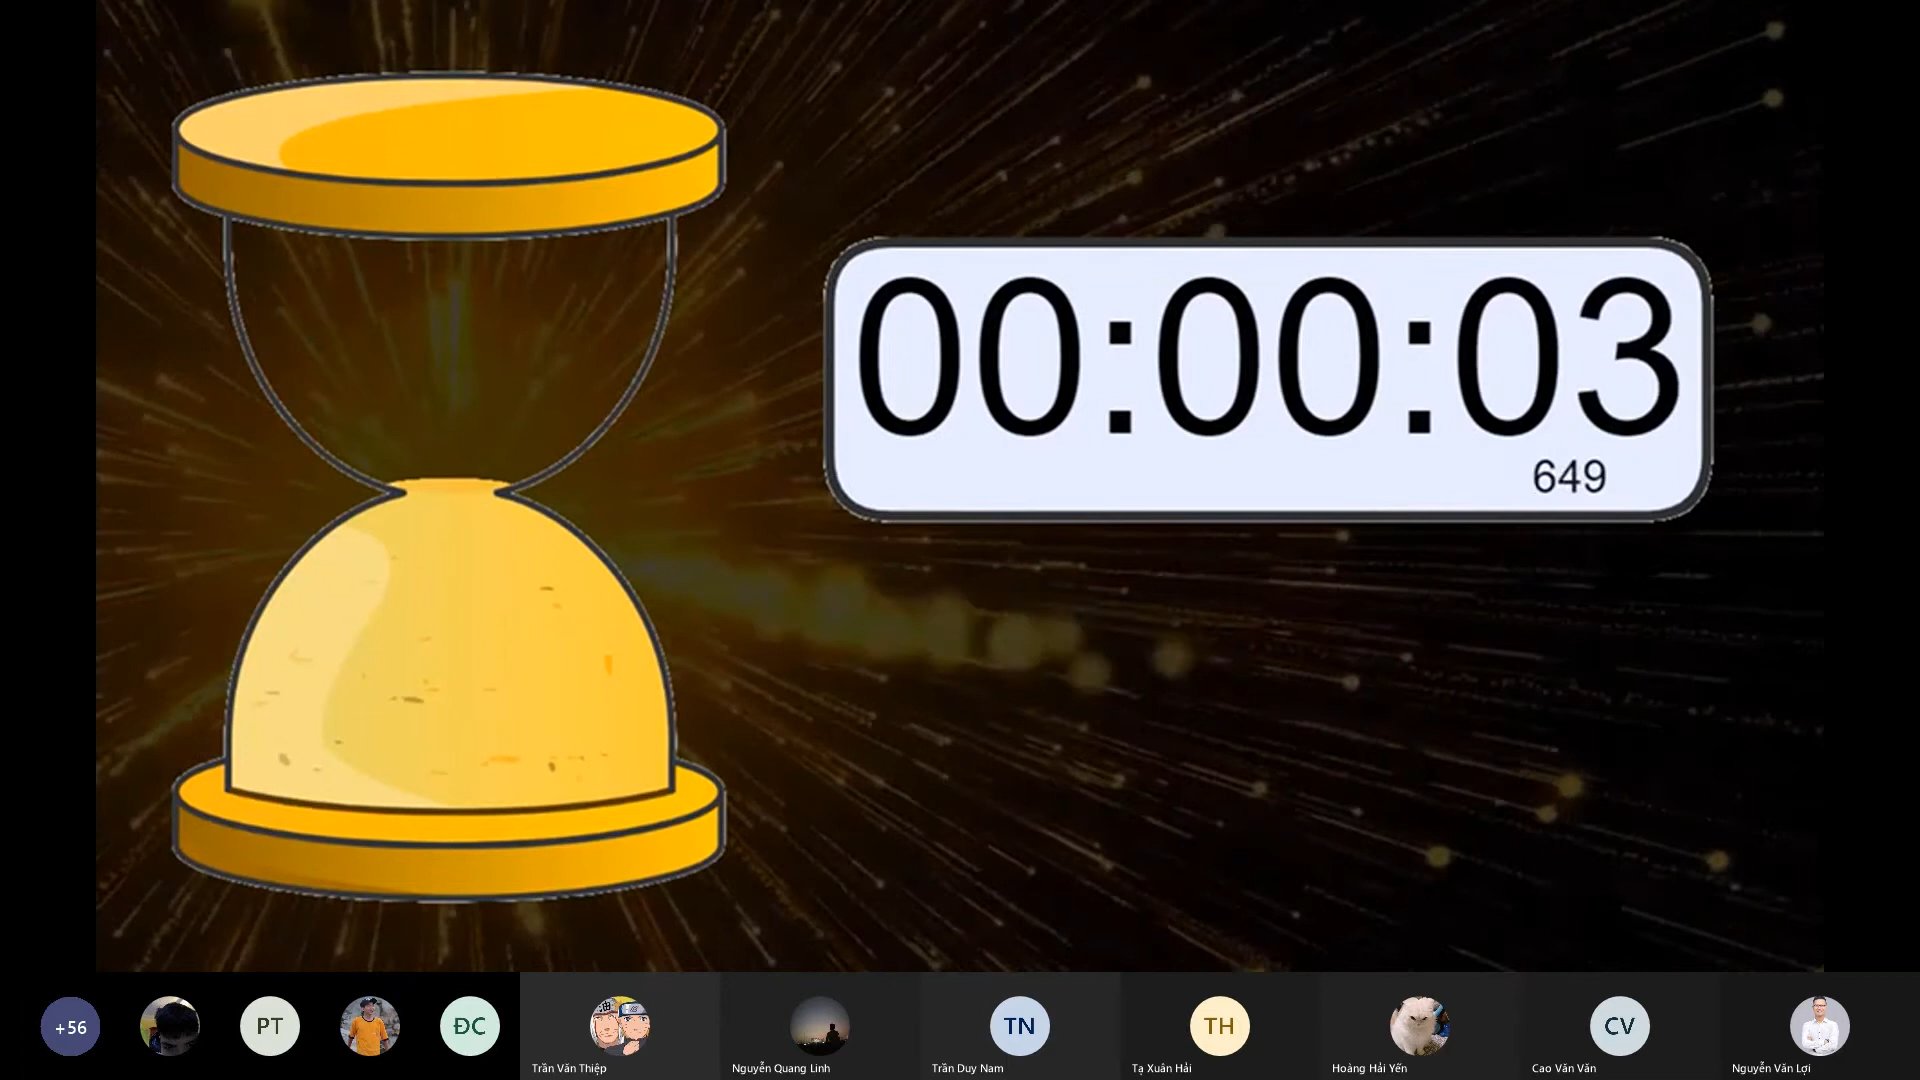 00:00:03
649
+56
PT
ĐC
TN
TH
CV
Trần Văn Thiệp
Nguyễn Quang Linh
Trần Duy Nam
Tạ Xuân Hải
Hoàng Hải Yến
Cao Văn Văn
Nguyễn Văn Lợi